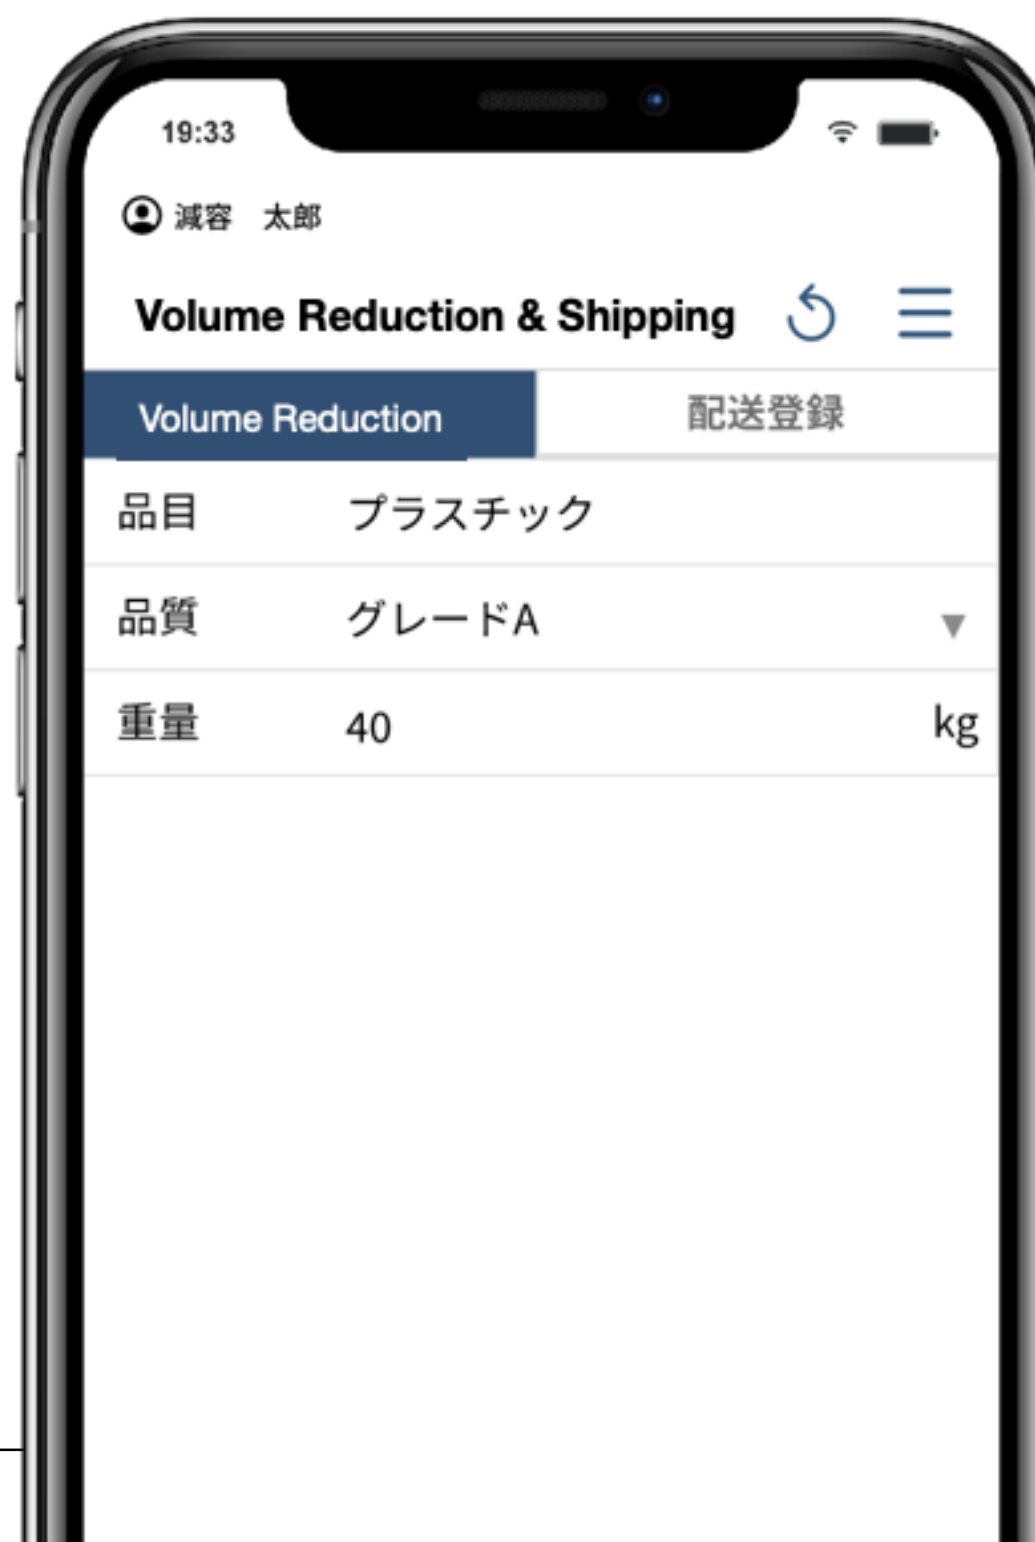 19:33
減容　太郎
Volume Reduction & Shipping
Volume Reduction 配送登録
品目 プラスチック
品質 グレードA ▼
重量 40 kg